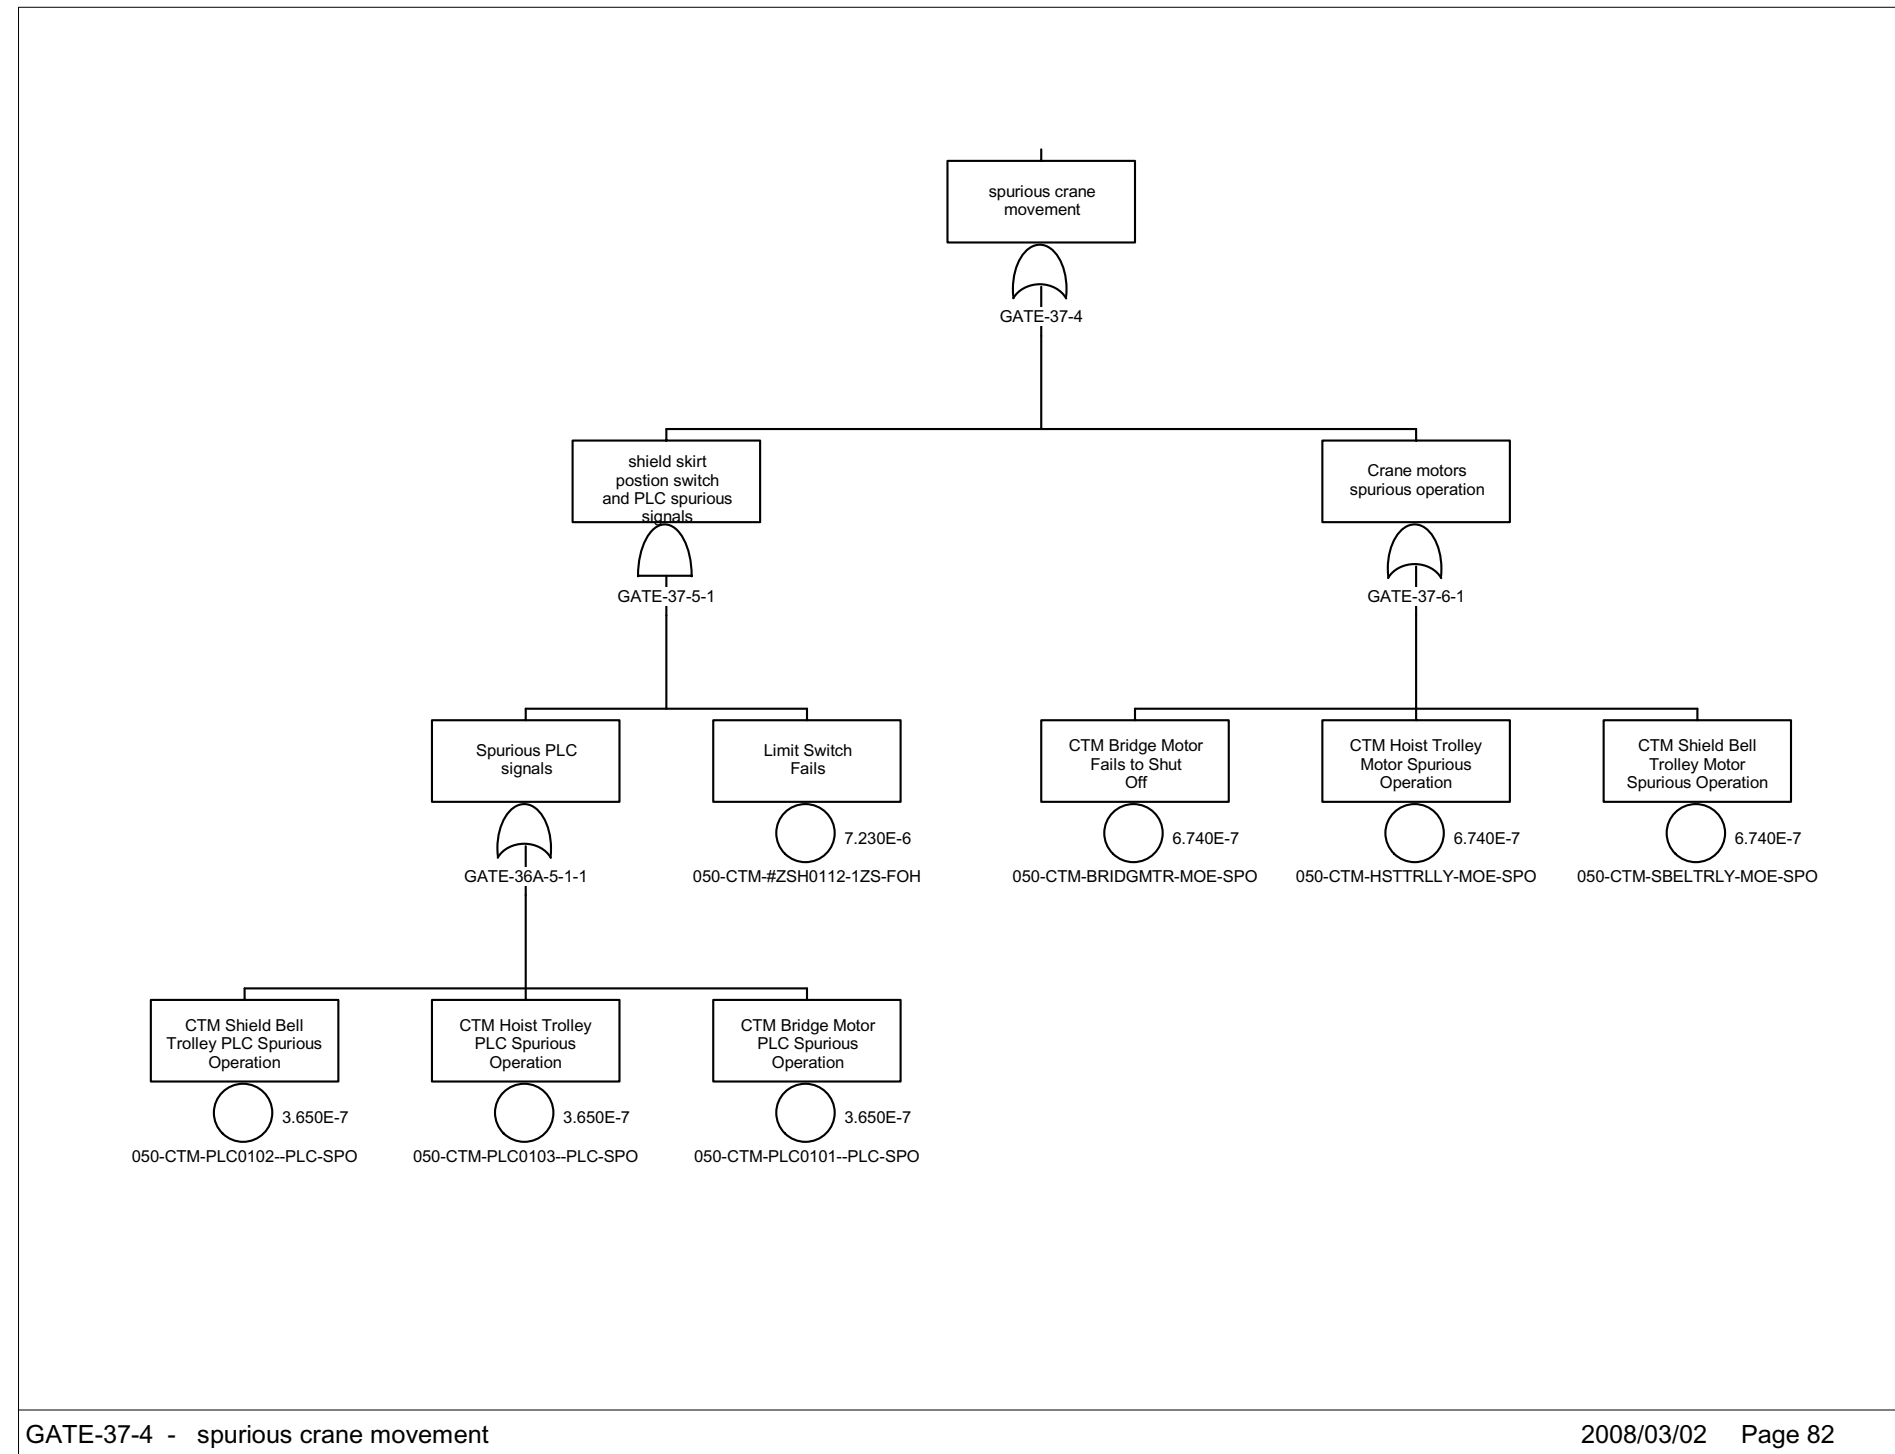 spurious crane
movement
GATE-37-4
shield skirt
postion switch
and PLC spurious
signals
GATE-37-5-1
Crane motors
spurious operation
GATE-37-6-1
Spurious PLC
signals
GATE-36A-5-1-1
Limit Switch
Fails
7.230E-6
050-CTM-#ZSH0112-1ZS-FOH
CTM Bridge Motor
Fails to Shut
Off
6.740E-7
050-CTM-BRIDGMTR-MOE-SPO
CTM Hoist Trolley
Motor Spurious
Operation
6.740E-7
050-CTM-HSTTRLLY-MOE-SPO
CTM Shield Bell
Trolley Motor
Spurious Operation
6.740E-7
050-CTM-SBELTRLY-MOE-SPO
CTM Shield Bell
Trolley PLC Spurious
Operation
3.650E-7
050-CTM-PLC0102--PLC-SPO
CTM Hoist Trolley
PLC Spurious
Operation
3.650E-7
050-CTM-PLC0103--PLC-SPO
CTM Bridge Motor
PLC Spurious
Operation
3.650E-7
050-CTM-PLC0101--PLC-SPO
GATE-37-4 - spurious crane movement
2008/03/02 Page 82